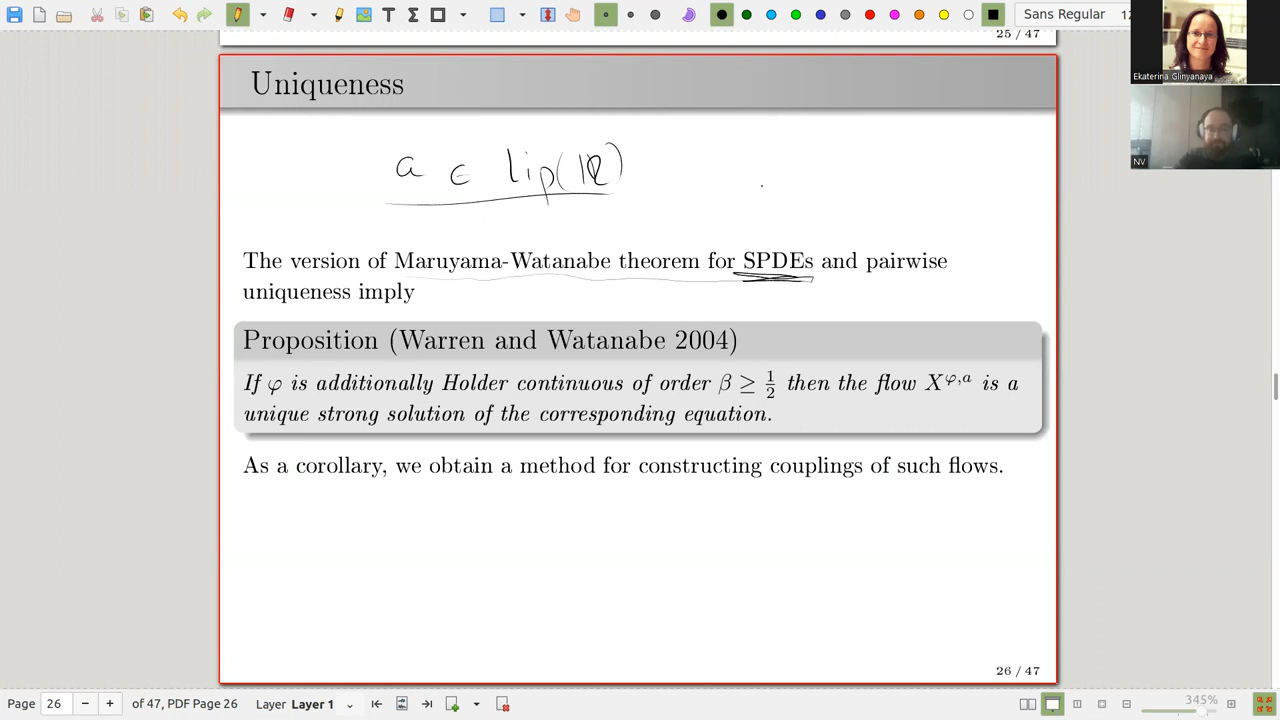 Sans Regular
12
25 / 47
Ekaterina Glinyanaya
NV
Uniqueness
a ∈ Lip(ℝ)
The version of Maruyama-Watanabe theorem for SPDEs and pairwise
uniqueness imply
Proposition (Warren and Watanabe 2004)
If φ is additionally Holder continuous of order β ≥ 1/2 then the flow X^{φ,a} is a
unique strong solution of the corresponding equation.
As a corollary, we obtain a method for constructing couplings of such flows.
26 / 47
Page 26 of 47, PDF Page 26 Layer Layer 1 345%